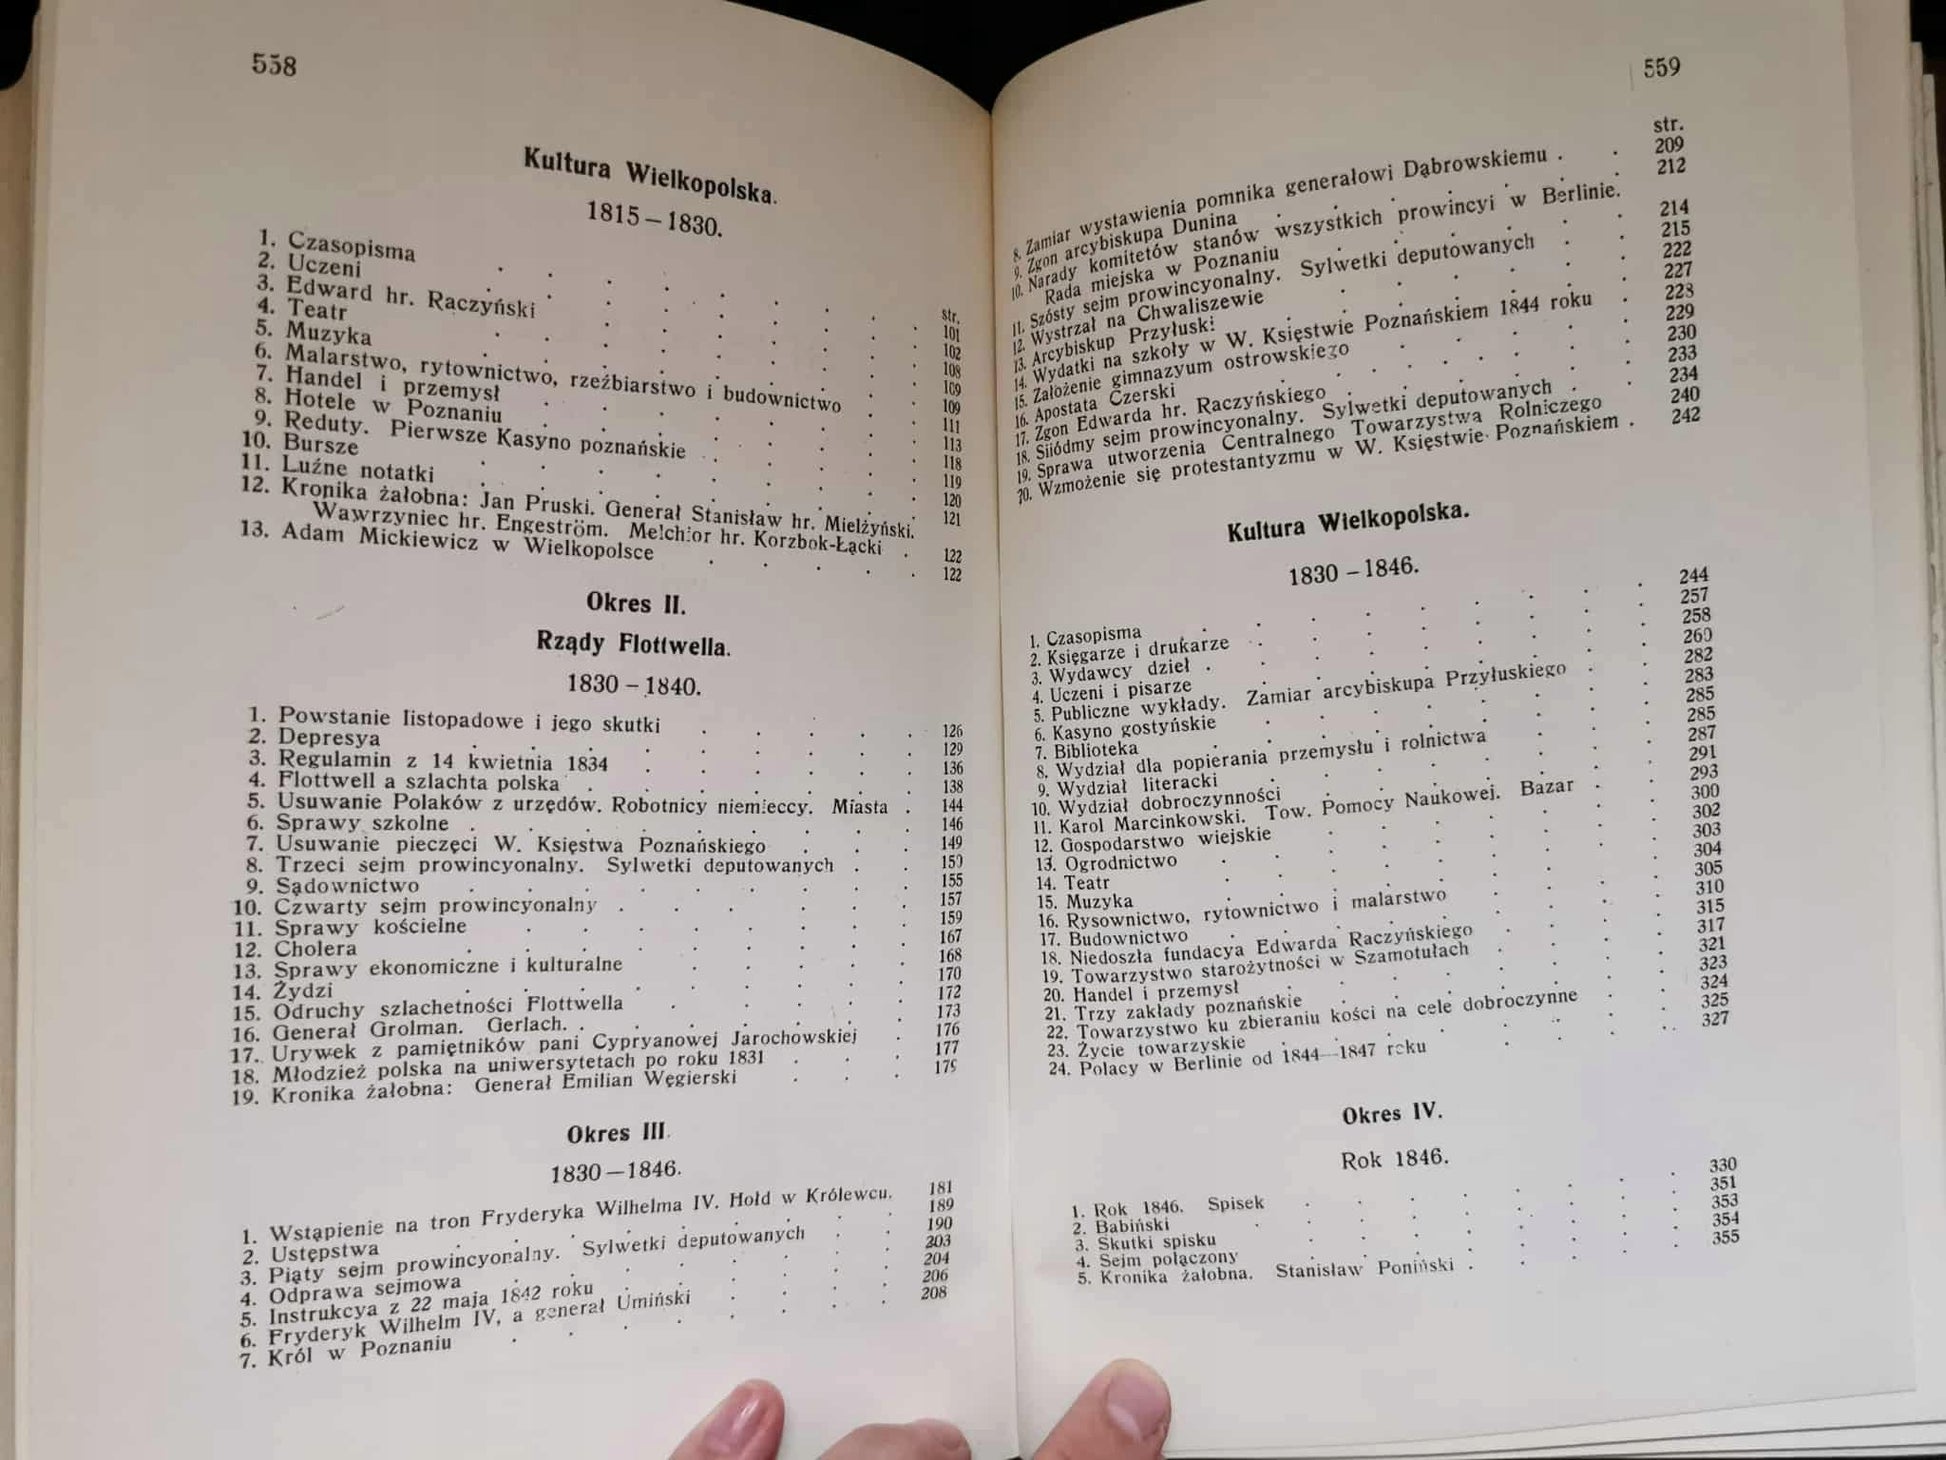 558
Kultura Wielkopolska.
1815–1830.
str.
1. Czasopisma . . . . . . . . 101
2. Uczeni . . . . . . . . 102
3. Edward hr. Raczyński . . . . . . 108
4. Teatr . . . . . . . . 109
5. Muzyka . . . . . . . . 109
6. Malarstwo, rytownictwo, rzeźbiarstwo i budownictwo . . 111
7. Handel i przemysł . . . . . . . 113
8. Hotele w Poznaniu . . . . . . . 118
9. Reduty. Pierwsze Kasyno poznańskie . . . . . 119
10. Bursze . . . . . . . . 120
11. Luźne notatki . . . . . . . . 121
12. Kronika żałobna: Jan Pruski. Generał Stanisław hr. Mielżyński.
Wawrzyniec hr. Engeström. Melchior hr. Korzbok-Łącki . 122
13. Adam Mickiewicz w Wielkopolsce . . . . . 122
Okres II.
Rządy Flottwella.
1830–1840.
1. Powstanie listopadowe i jego skutki . . . . . 126
2. Depresya . . . . . . . . 129
3. Regulamin z 14 kwietnia 1834 . . . . . 136
4. Flottwell a szlachta polska . . . . . . 138
5. Usuwanie Polaków z urzędów. Robotnicy niemieccy. Miasta . 144
6. Sprawy szkolne . . . . . . . . 146
7. Usuwanie pieczęci W. Księstwa Poznańskiego . . . 149
8. Trzeci sejm prowincyonalny. Sylwetki deputowanych . . 150
9. Sądownictwo . . . . . . . . 155
10. Czwarty sejm prowincyonalny . . . . . . 157
11. Sprawy kościelne . . . . . . . 159
12. Cholera . . . . . . . . 167
13. Sprawy ekonomiczne i kulturalne . . . . . 168
14. Żydzi . . . . . . . . 170
15. Odruchy szlachetności Flottwella . . . . . 172
16. Generał Grolman. Gerlach. . . . . . . 173
17. Urywek z pamiętników pani Cypryanowej Jarochowskiej . 176
18. Młodzież polska na uniwersytetach po roku 1831 . . . 177
19. Kronika żałobna: Generał Emilian Węgierski . . . 179
Okres III.
1830–1846.
1. Wstąpienie na tron Fryderyka Wilhelma IV. Hołd w Królewcu. 181
2. Ustępstwa . . . . . . . . 189
3. Piąty sejm prowincyonalny. Sylwetki deputowanych . . 190
4. Odprawa sejmowa . . . . . . . 203
5. Instrukcya z 22 maja 1842 roku . . . . . 204
6. Fryderyk Wilhelm IV, a generał Umiński . . . . 206
7. Król w Poznaniu . . . . . . . 208
559
str.
8. Zamiar wystawienia pomnika generałowi Dąbrowskiemu . . 209
9. Zgon arcybiskupa Dunina . . . . . . 212
10. Narady komitetów stanów wszystkich prowincyi w Berlinie.
Rada miejska w Poznaniu . . . . . . 214
11. Szósty sejm prowincyonalny. Sylwetki deputowanych . . 215
12. Wystrzał na Chwaliszewie . . . . . . 222
13. Arcybiskup Przyłuski . . . . . . . 227
14. Wydatki na szkoły w W. Księstwie Poznańskiem 1844 roku . 228
15. Założenie gimnazyum ostrowskiego . . . . . 229
16. Apostata Czerski . . . . . . . 230
17. Zgon Edwarda hr. Raczyńskiego . . . . . 233
18. Siódmy sejm prowincyonalny. Sylwetki deputowanych . . 234
19. Sprawa utworzenia Centralnego Towarzystwa Rolniczego 240
20. Wzmożenie się protestantyzmu w W. Księstwie Poznańskiem . 242
Kultura Wielkopolska.
1830–1846.
1. Czasopisma . . . . . . . . 244
2. Księgarze i drukarze . . . . . . . 257
3. Wydawcy dzieł . . . . . . . . 258
4. Uczeni i pisarze . . . . . . . 260
5. Publiczne wykłady. Zamiar arcybiskupa Przyłuskiego . . 282
6. Kasyno gostyńskie . . . . . . . 283
7. Biblioteka . . . . . . . . 285
8. Wydział dla popierania przemysłu i rolnictwa . . . 285
9. Wydział literacki . . . . . . . 287
10. Wydział dobroczynności . . . . . . 291
11. Karol Marcinkowski. Tow. Pomocy Naukowej. Bazar . . 293
12. Gospodarstwo wiejskie . . . . . . 300
13. Ogrodnictwo . . . . . . . . 302
14. Teatr . . . . . . . . 303
15. Muzyka . . . . . . . . 304
16. Rysownictwo, rytownictwo i malarstwo . . . . 305
17. Budownictwo . . . . . . . . 310
18. Niedoszła fundacya Edwarda Raczyńskiego . . . . 315
19. Towarzystwo starożytności w Szamotułach . . . . 317
20. Handel i przemysł . . . . . . . 321
21. Trzy zakłady poznańskie . . . . . . 323
22. Towarzystwo ku zbieraniu kości na cele dobroczynne . . 324
23. Życie towarzyskie . . . . . . . 325
24. Polacy w Berlinie od 1844–1847 roku . . . . 327
Okres IV.
Rok 1846.
1. Rok 1846. Spisek . . . . . . . 330
2. Babiński . . . . . . . . 351
3. Skutki spisku . . . . . . . 353
4. Sejm połączony . . . . . . . 354
5. Kronika żałobna. Stanisław Poniński . . . . . 355